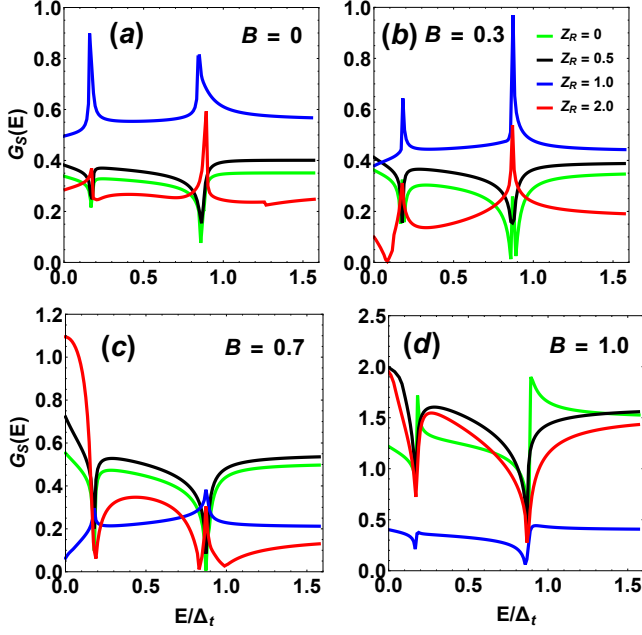 (a)
B = 0
1.0
0.8
0.6
0.4
0.2
0.0
0.0
0.5
1.0
1.5
G_S(E)
(b)
B = 0.3
Z_R = 0
Z_R = 0.5
Z_R = 1.0
Z_R = 2.0
1.0
0.8
0.6
0.4
0.2
0.0
0.0
0.5
1.0
1.5
(c)
B = 0.7
1.2
1.0
0.8
0.6
0.4
0.2
0.0
0.0
0.5
1.0
1.5
G_S(E)
E/Δ_t
(d)
B = 1.0
2.5
2.0
1.5
1.0
0.5
0.0
0.0
0.5
1.0
1.5
E/Δ_t